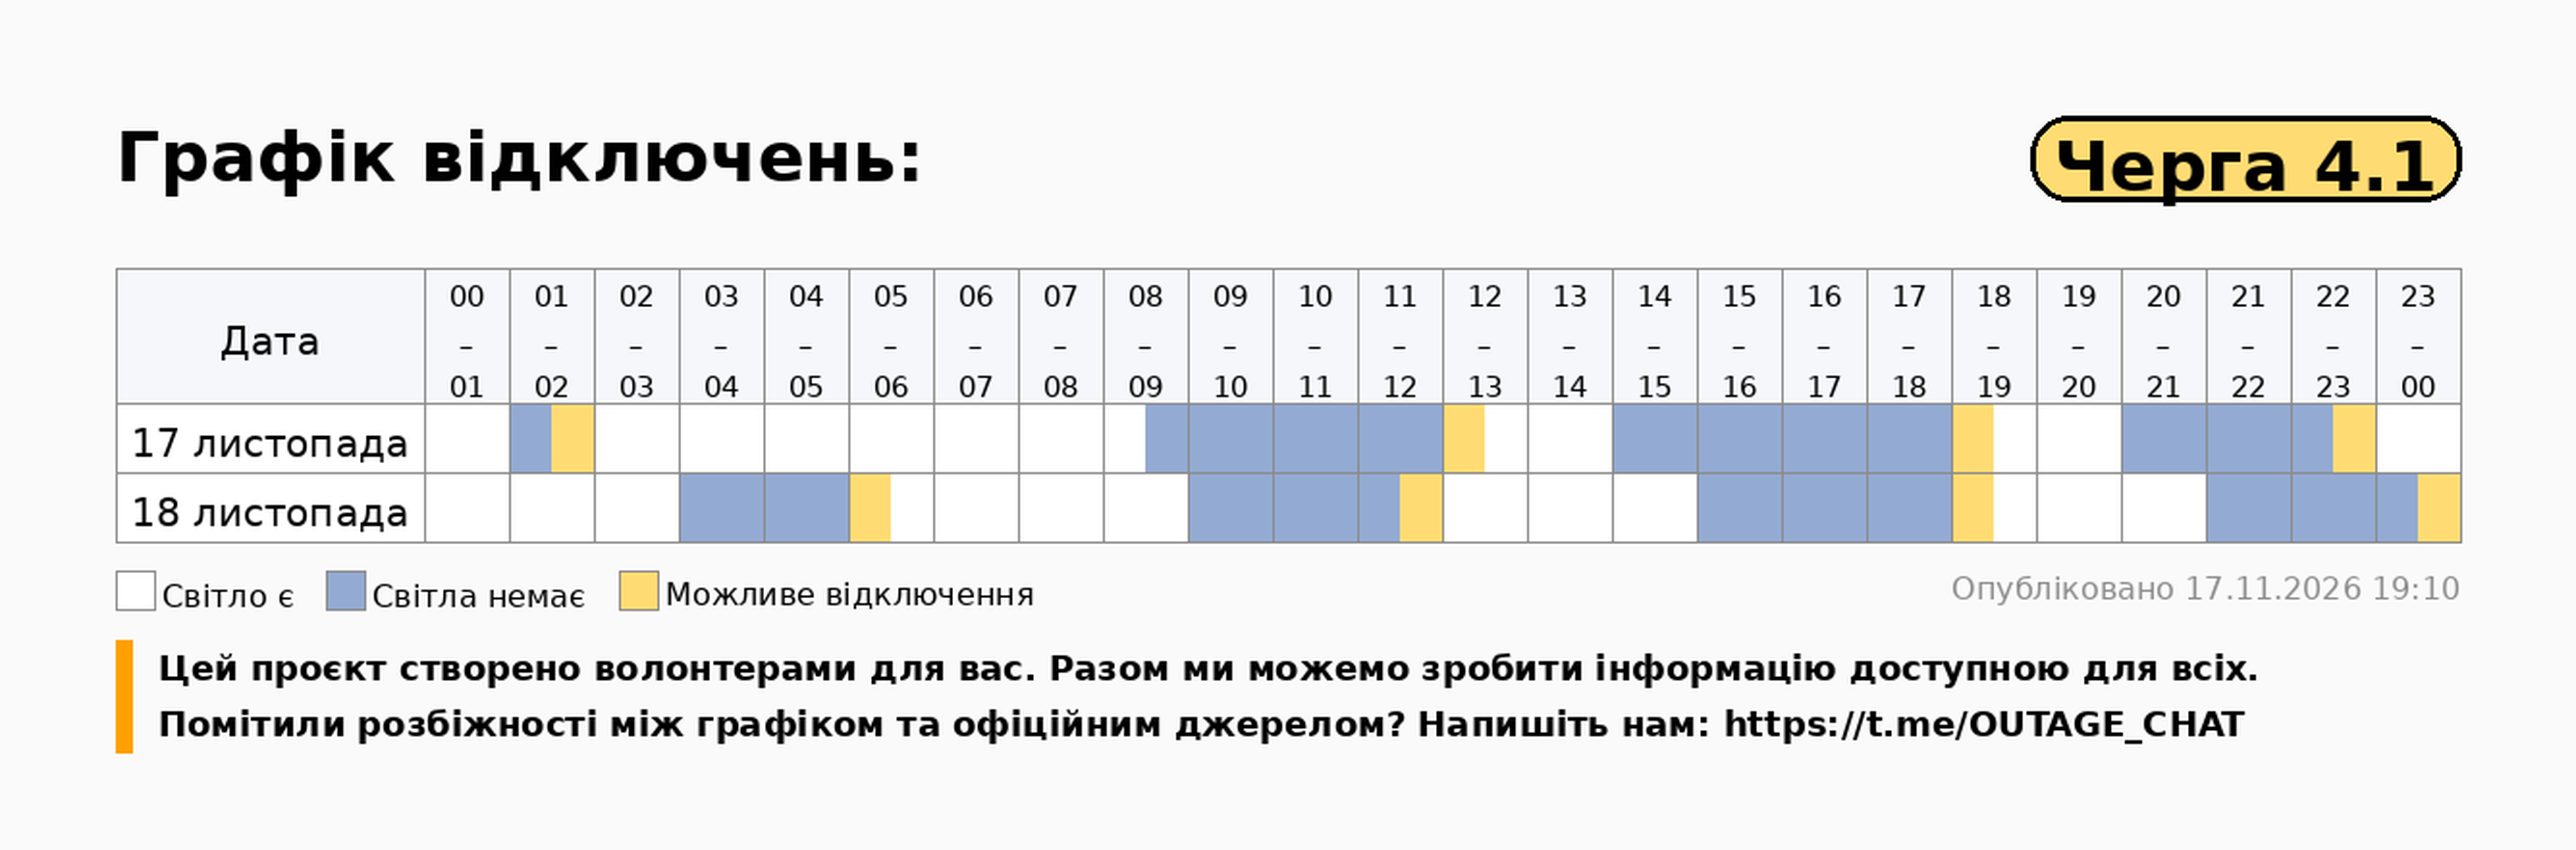 Графік відключень:
Черга 4.1
Дата 00 – 01 01 – 02 02 – 03 03 – 04 04 – 05 05 – 06 06 – 07 07 – 08 08 – 09 09 – 10 10 – 11 11 – 12 12 – 13 13 – 14 14 – 15 15 – 16 16 – 17 17 – 18 18 – 19 19 – 20 20 – 21 21 – 22 22 – 23 23 – 00
17 листопада
18 листопада
Світло є Світла немає Можливе відключення
Опубліковано 17.11.2026 19:10
Цей проєкт створено волонтерами для вас. Разом ми можемо зробити інформацію доступною для всіх.
Помітили розбіжності між графіком та офіційним джерелом? Напишіть нам: https://t.me/OUTAGE_CHAT